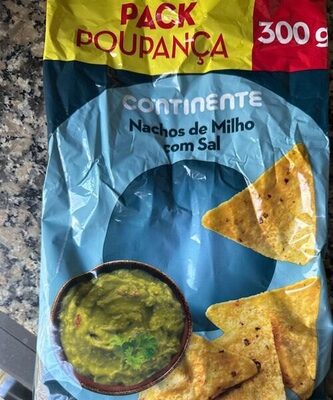 PACK
POUPANÇA
300 g
CONTINENTE
Nachos de Milho
com Sal